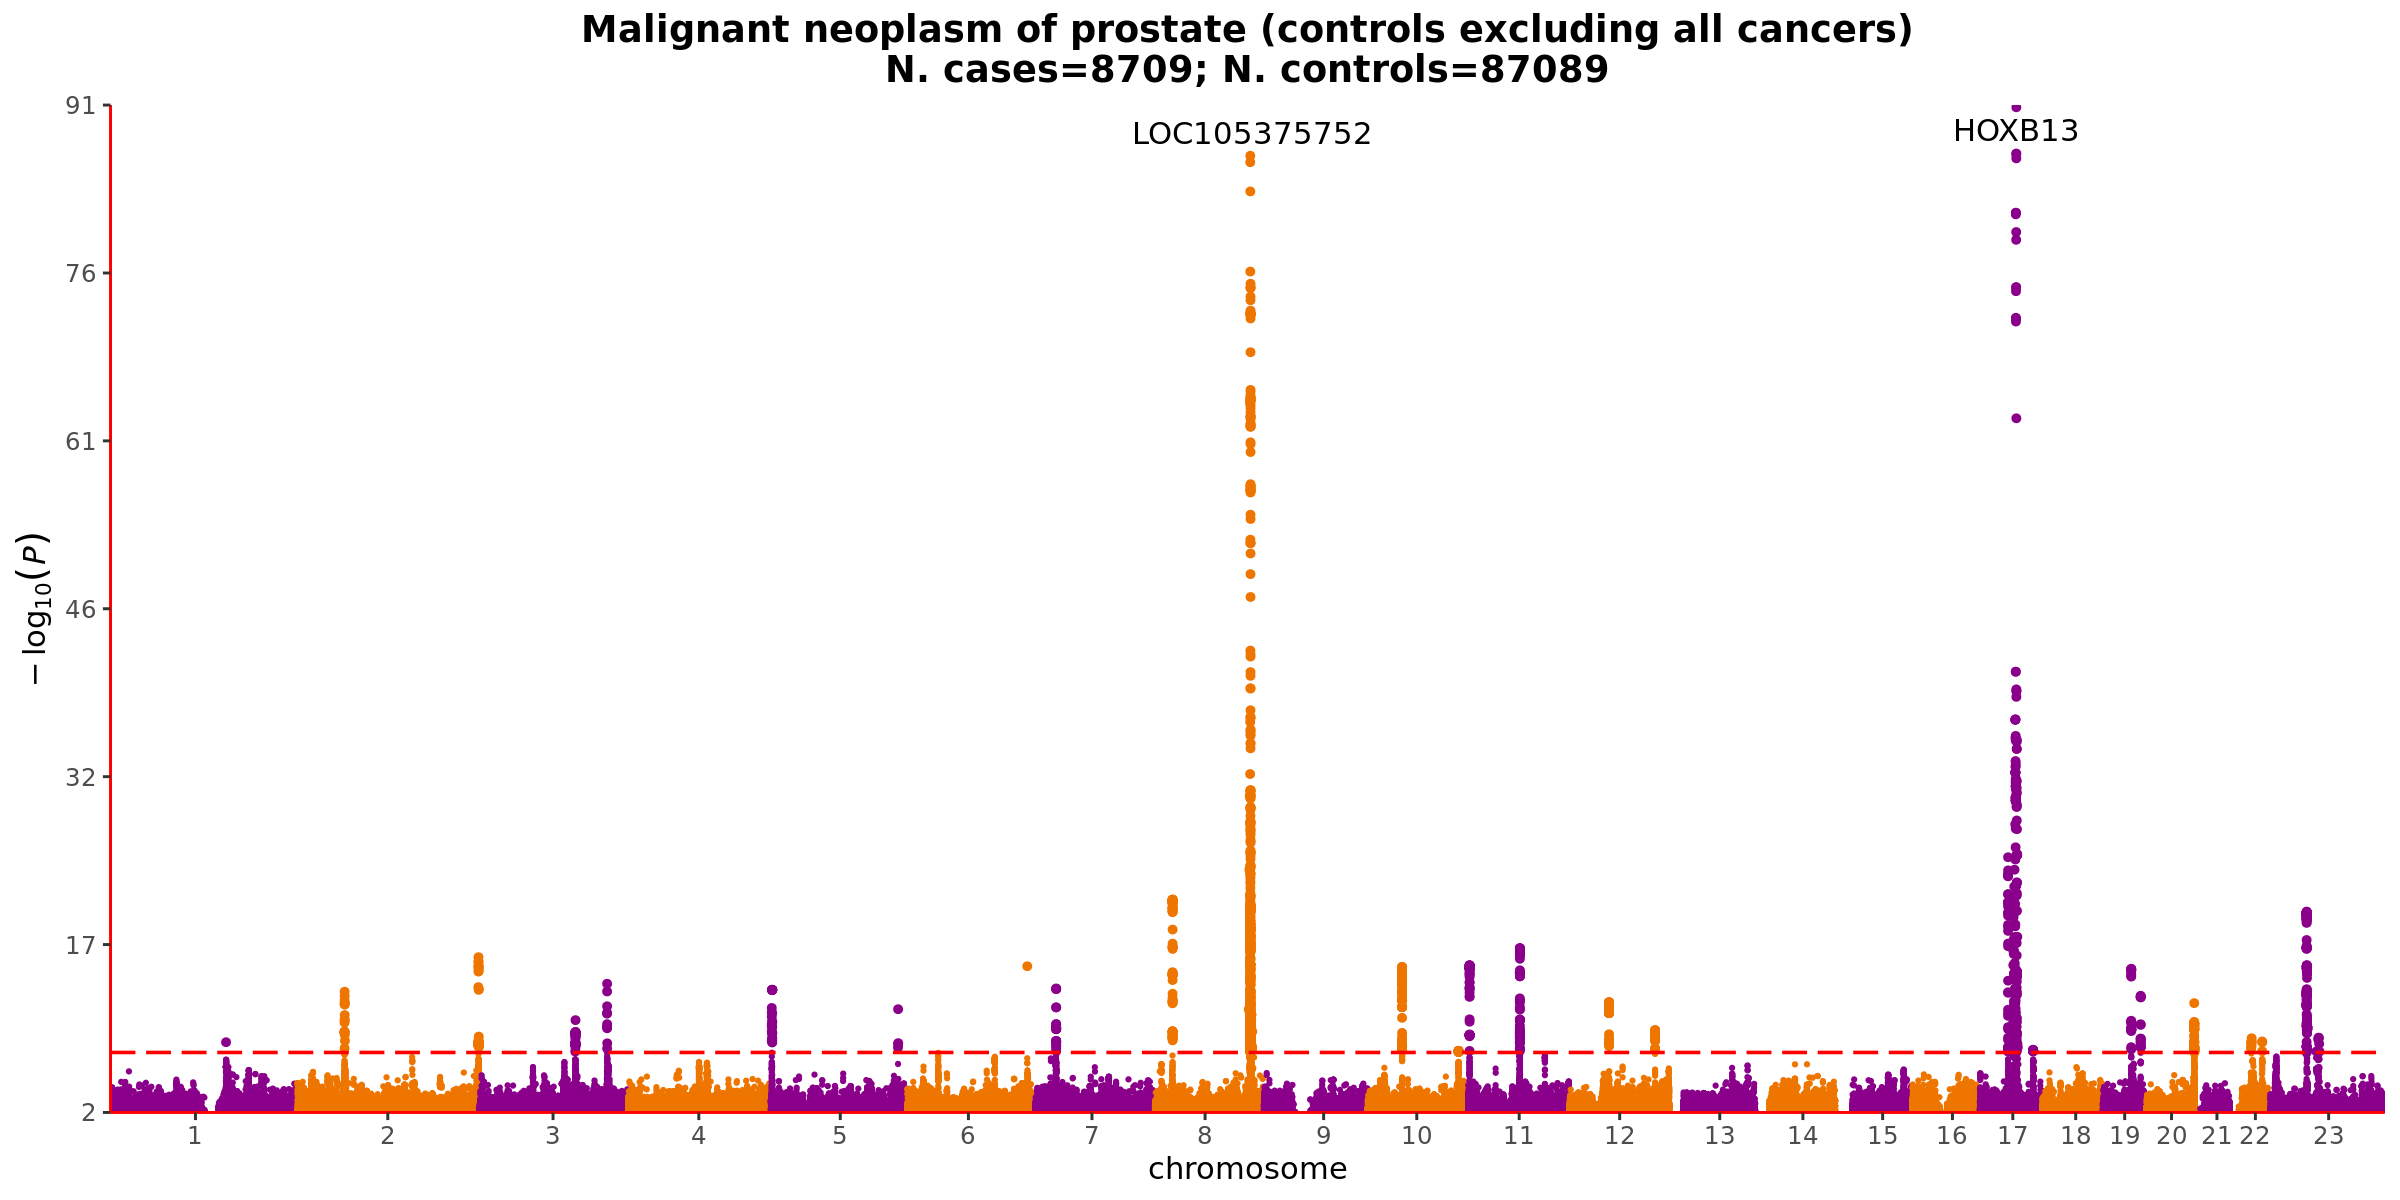 Malignant neoplasm of prostate (controls excluding all cancers)
N. cases=8709; N. controls=87089
91
76
61
46
32
17
2
− log₁₀(P)
LOC105375752
HOXB13
1 2 3 4 5 6 7 8 9 10 11 12 13 14 15 16 17 18 19 20 21 22 23
chromosome